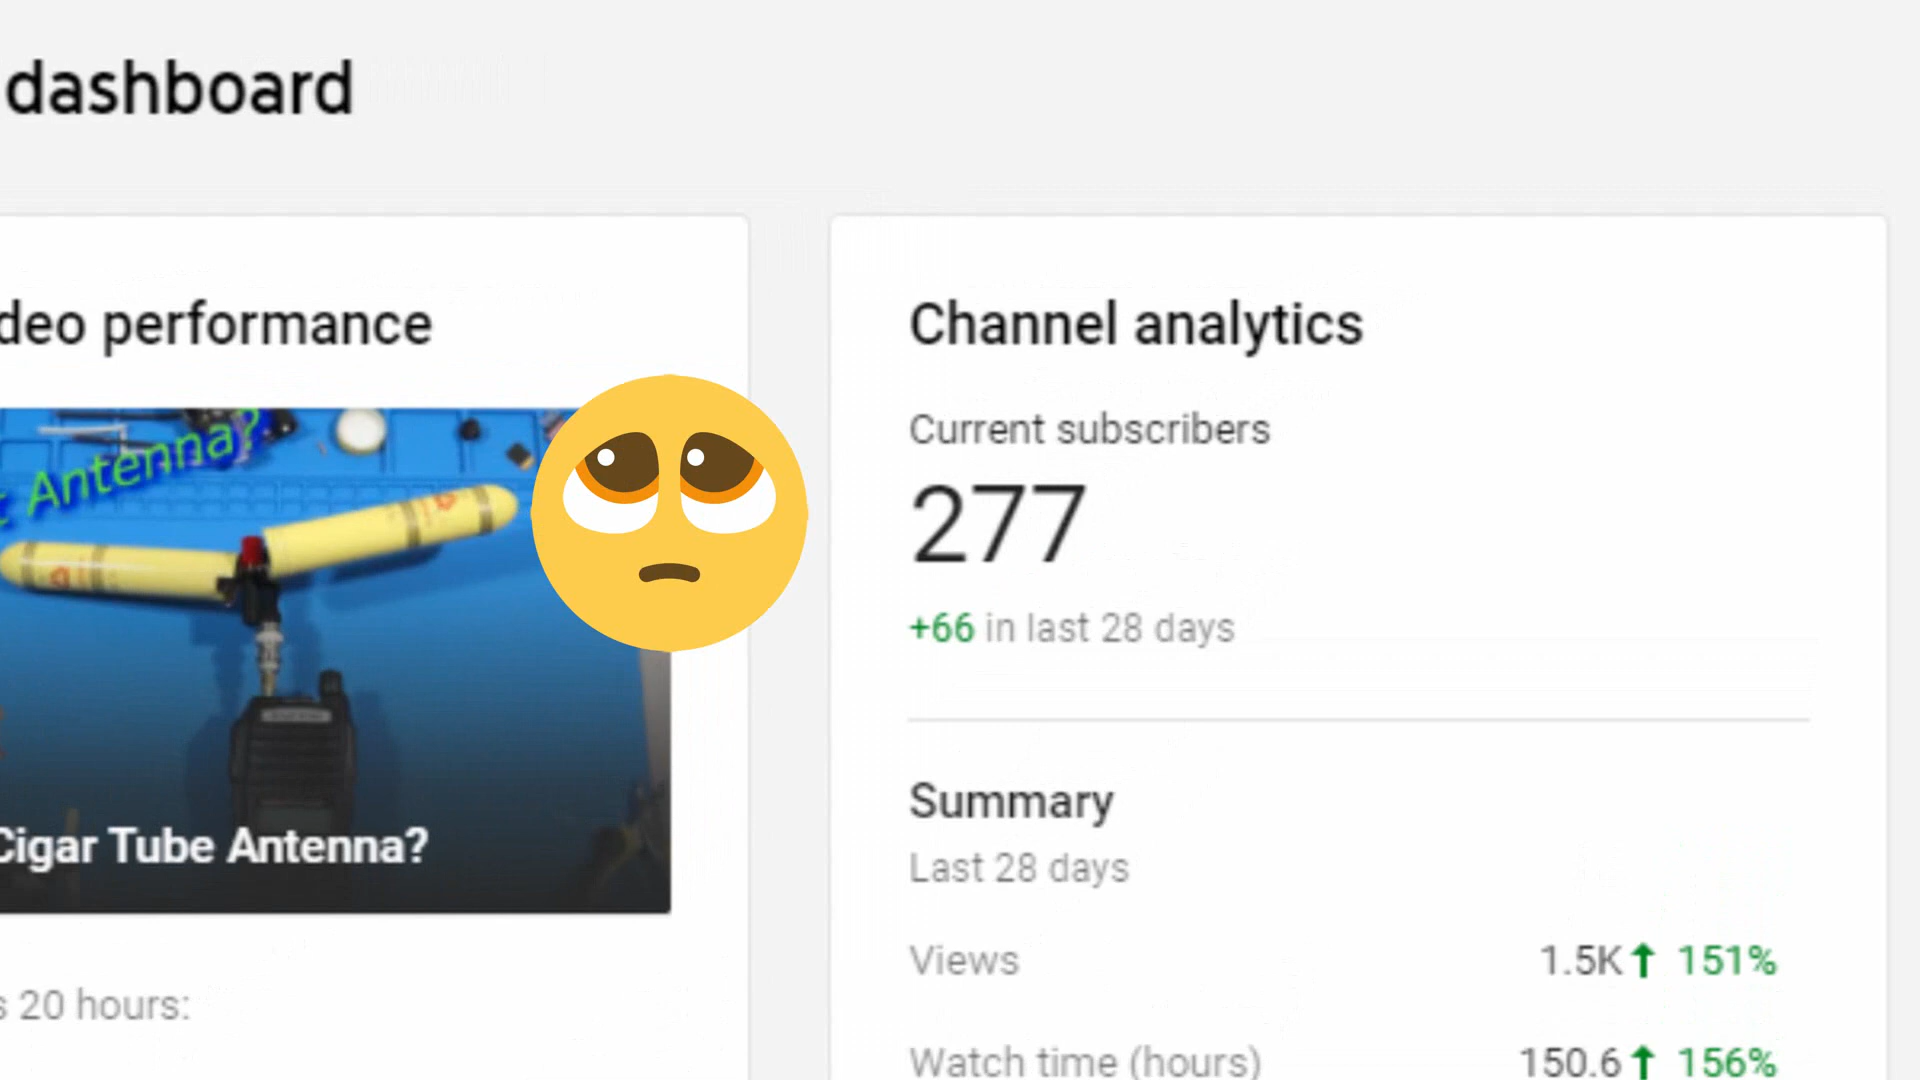 dashboard
deo performance
Antenna?
Cigar Tube Antenna?
s 20 hours:
Channel analytics
Current subscribers
277
+66 in last 28 days
Summary
Last 28 days
Views 1.5K 151%
Watch time (hours) 150.6 156%